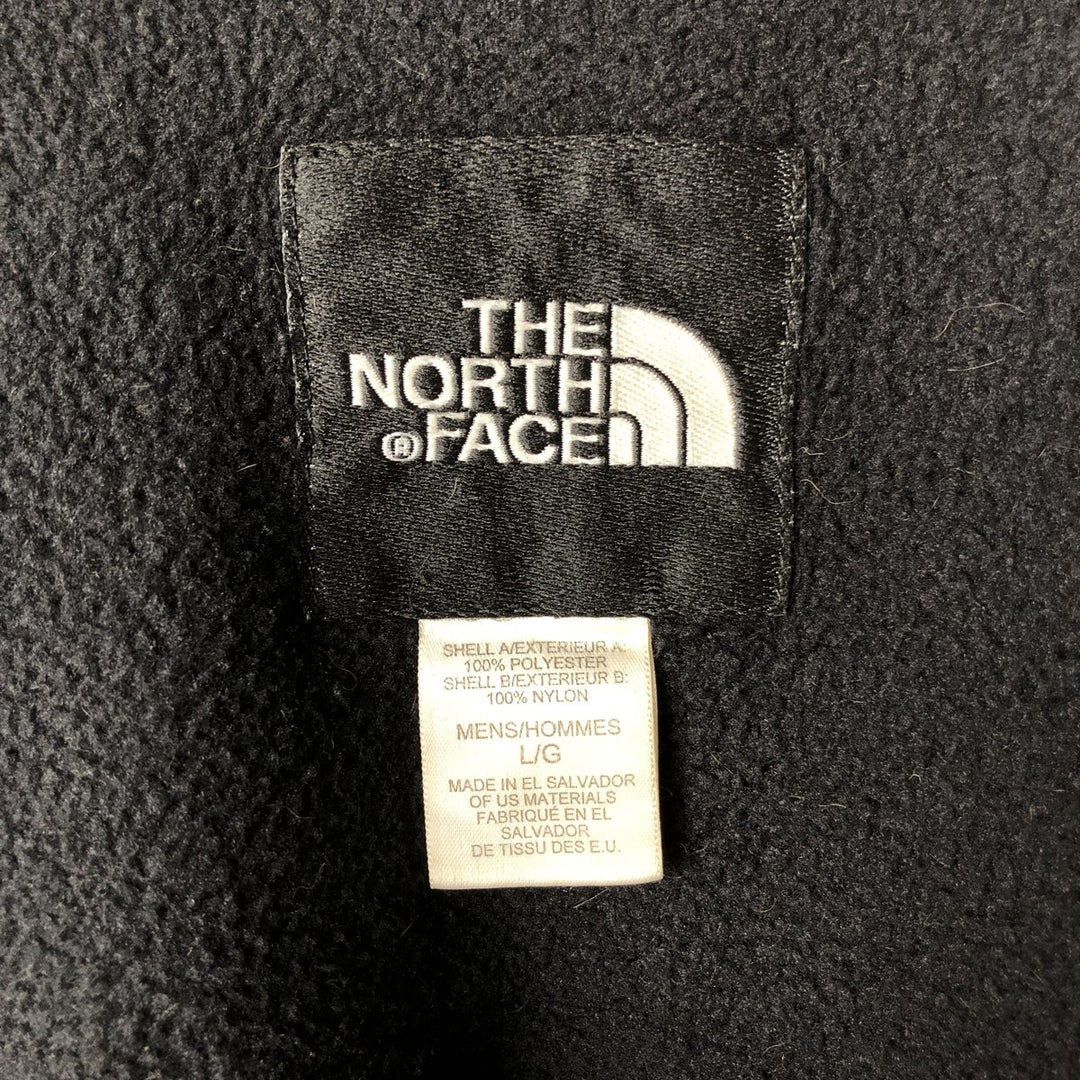 THE
NORTH
®FACE
SHELL A/EXTERIEUR A:
100% POLYESTER
SHELL B/EXTERIEUR B:
100% NYLON
MENS/HOMMES
L/G
MADE IN EL SALVADOR
OF US MATERIALS
FABRIQUÉ EN EL
SALVADOR
DE TISSU DES E.U.